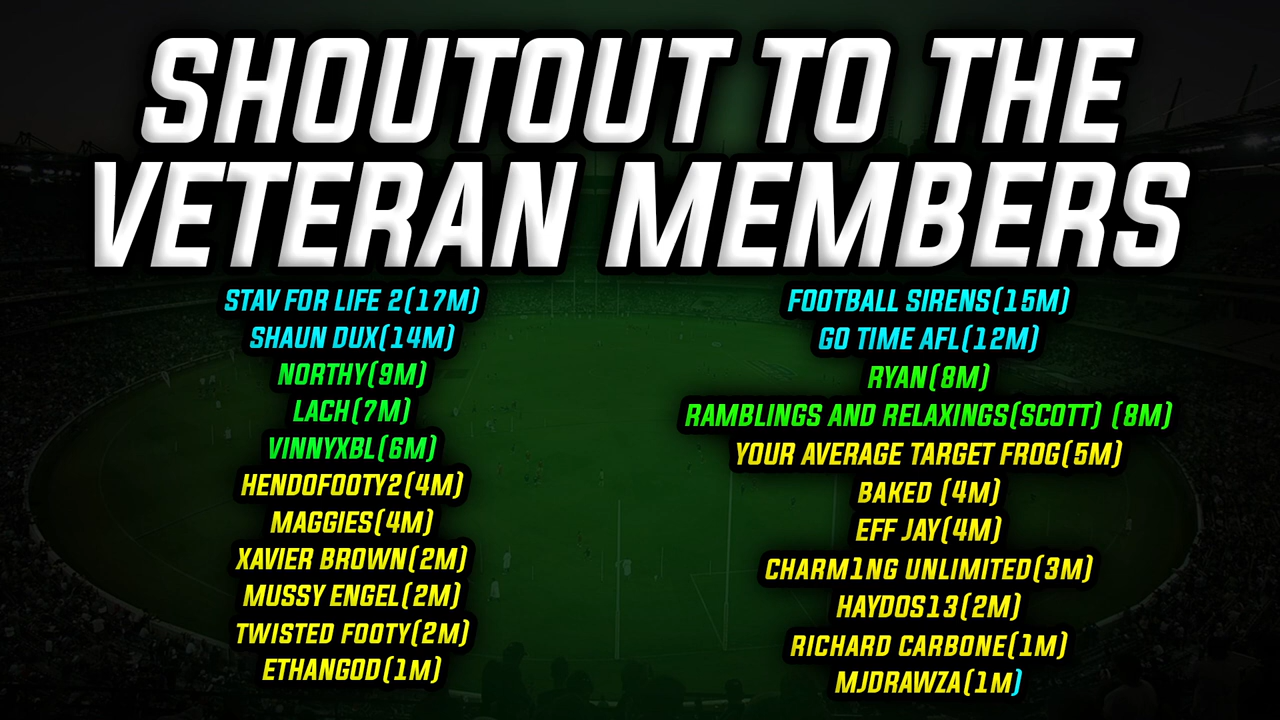 SHOUTOUT TO THE
VETERAN MEMBERS
STAV FOR LIFE 2(17M)
SHAUN DUX(14M)
NORTHY(9M)
LACH(7M)
VINNYXBL(6M)
HENDOFOOTY2(4M)
MAGGIES(4M)
XAVIER BROWN(2M)
MUSSY ENGEL(2M)
TWISTED FOOTY(2M)
ETHANGOD(1M)
FOOTBALL SIRENS(15M)
GO TIME AFL(12M)
RYAN(8M)
RAMBLINGS AND RELAXINGS(SCOTT) (8M)
YOUR AVERAGE TARGET FROG(5M)
BAKED (4M)
EFF JAY(4M)
CHARM1NG UNLIMITED(3M)
HAYDOS13(2M)
RICHARD CARBONE(1M)
MJDRAWZA(1M)